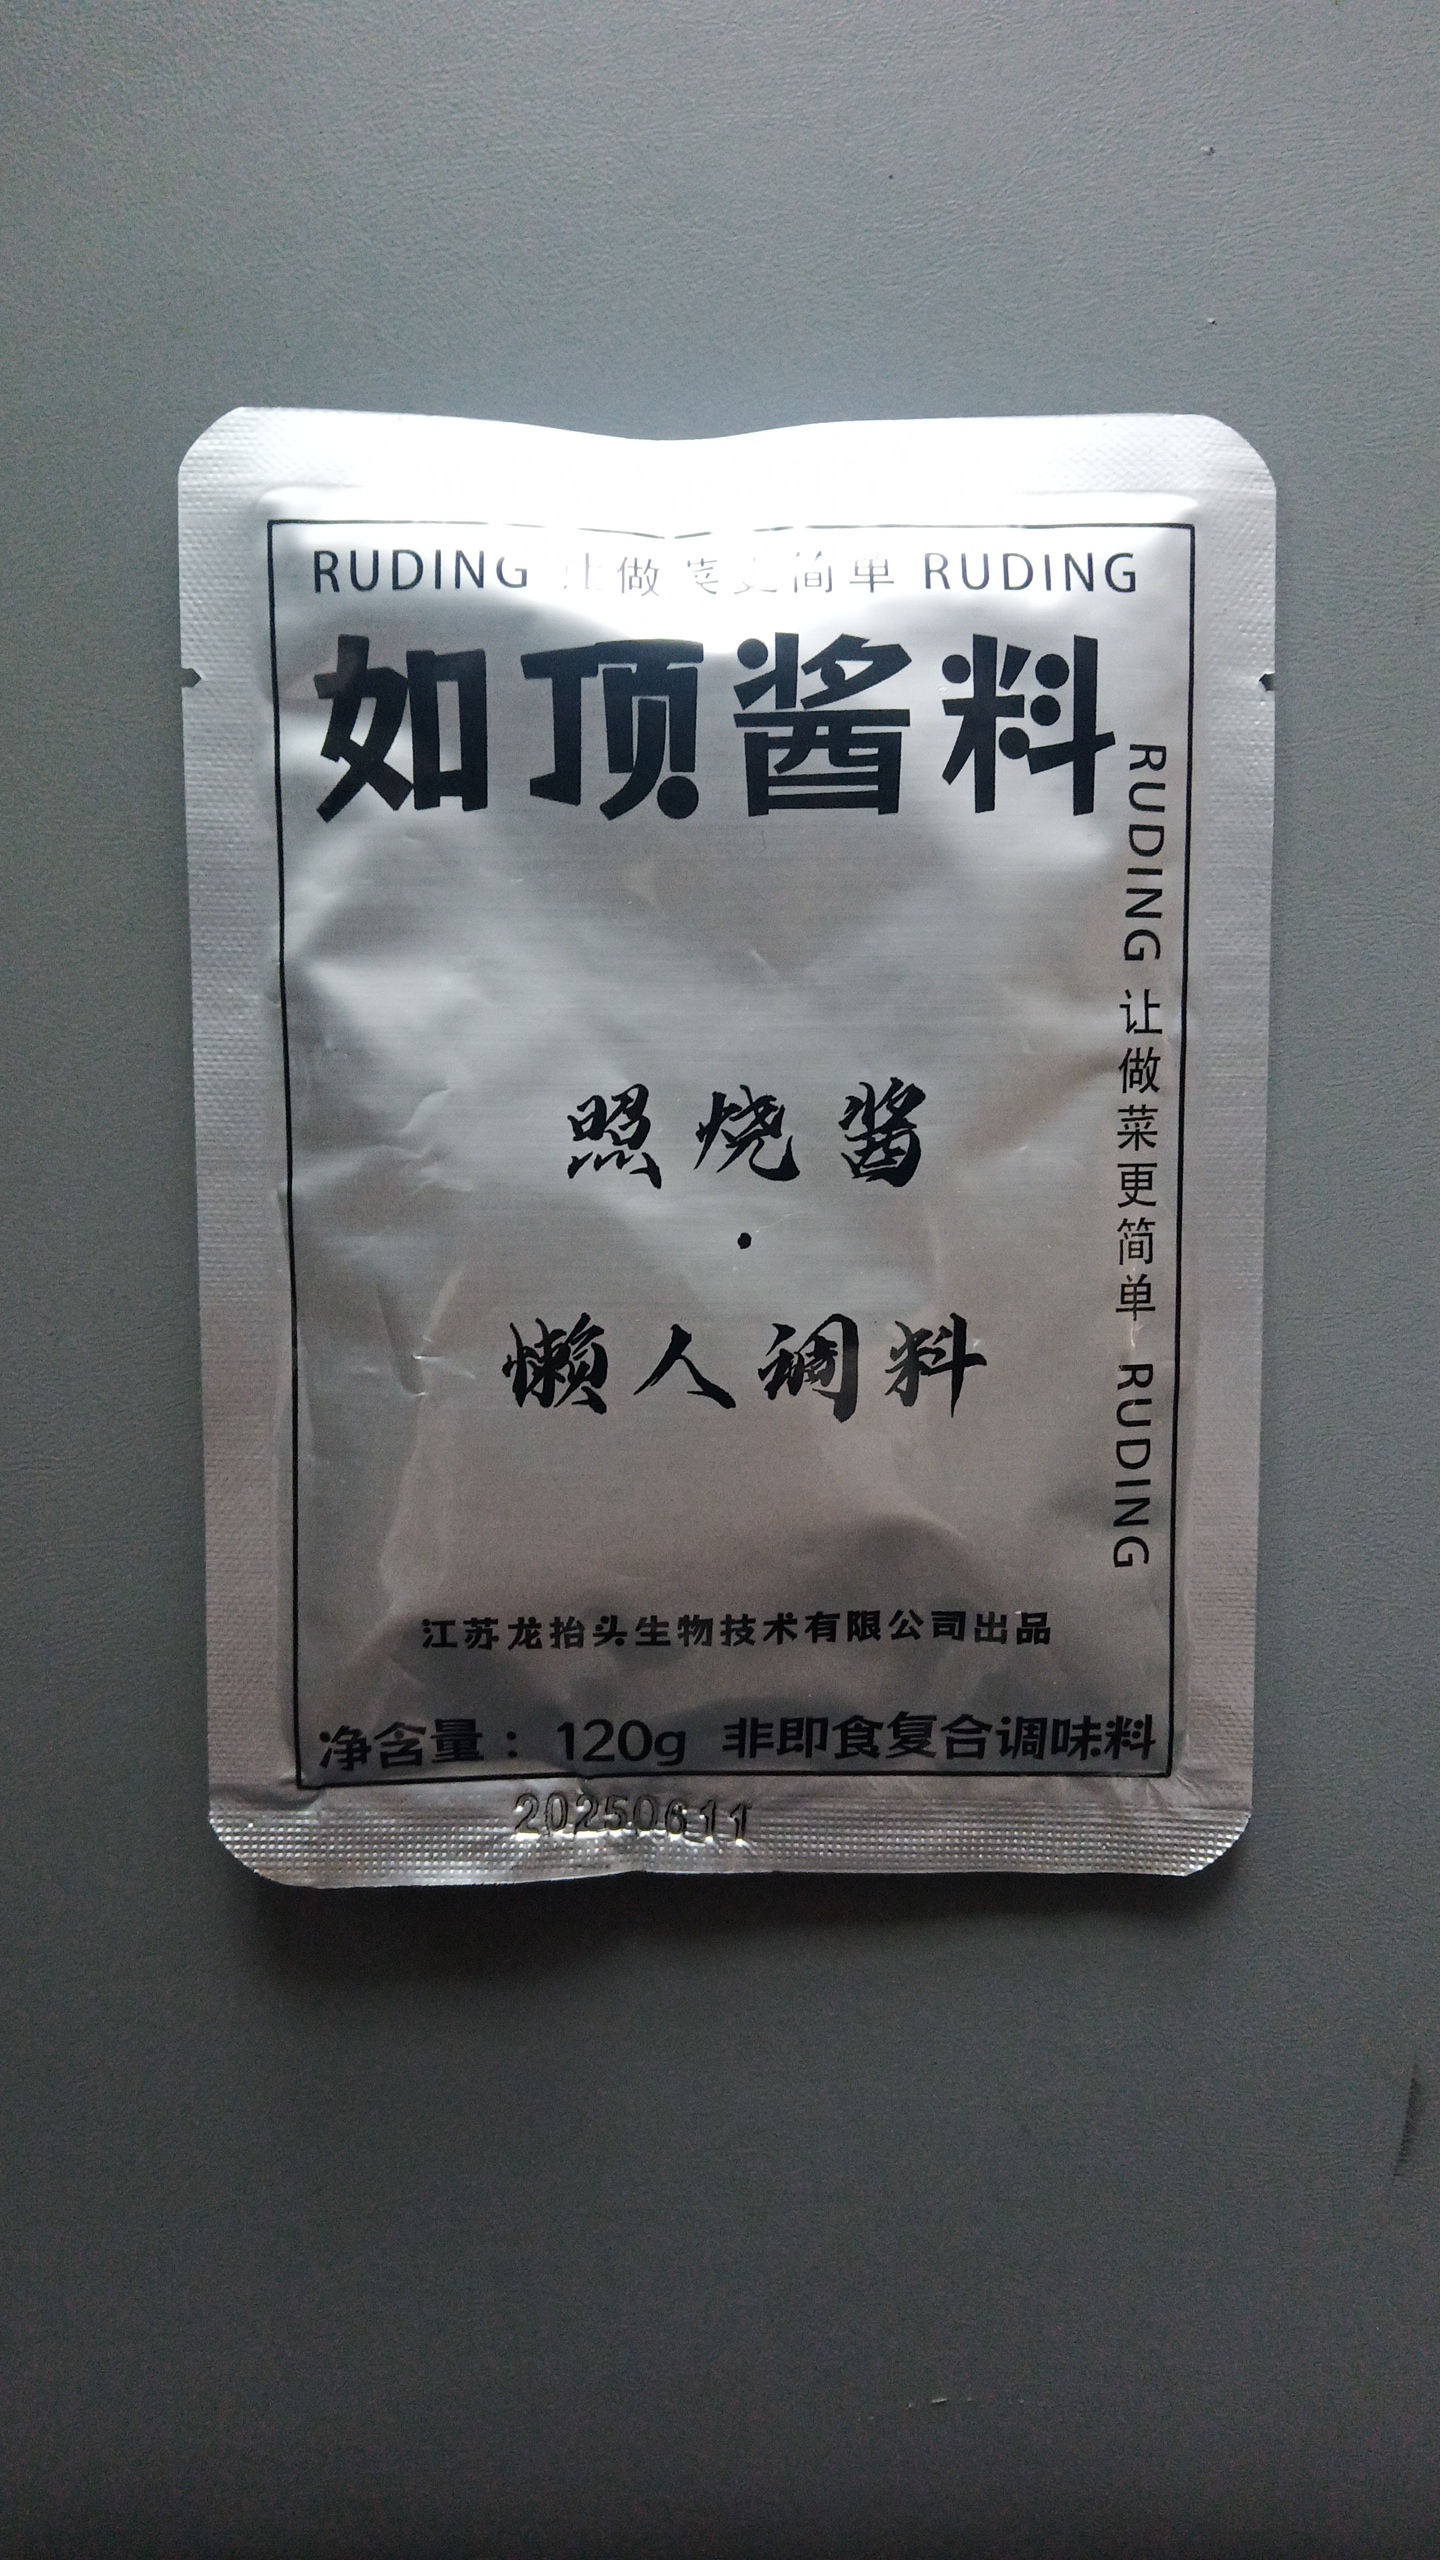 RUDING 让做菜更简单 RUDING
如顶酱料
RUDING 让做菜更简单 RUDING
照烧酱
·
懒人调料
江苏龙抬头生物技术有限公司出品
净含量：120g 非即食复合调味料
20250611